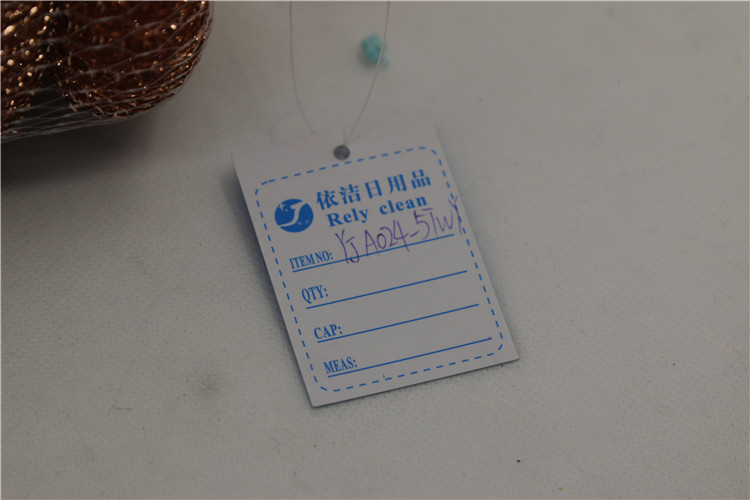 依洁日用品
Rely clean
ITEM NO: YJA024-5TWY
QTY:
CAP:
MEAS: